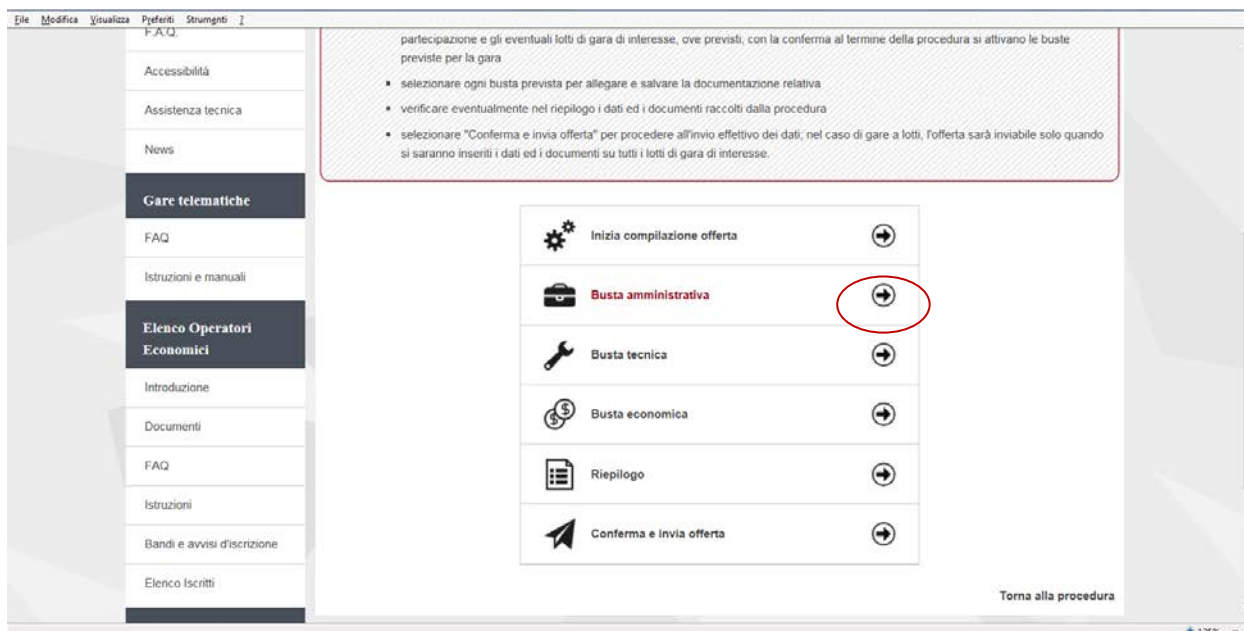 File Modifica Visualizza Preferiti Strumenti ?
F.A.Q.
Accessibilità
Assistenza tecnica
News
Gare telematiche
FAQ
Istruzioni e manuali
Elenco Operatori
Economici
Introduzione
Documenti
FAQ
Istruzioni
Bandi e avvisi d'iscrizione
Elenco Iscritti
partecipazione e gli eventuali lotti di gara di interesse, ove previsti, con la conferma al termine della procedura si attivano le buste
previste per la gara
selezionare ogni busta prevista per allegare e salvare la documentazione relativa
verificare eventualmente nel riepilogo i dati ed i documenti raccolti dalla procedura
selezionare "Conferma e invia offerta" per procedere all'invio effettivo dei dati; nel caso di gare a lotti, l'offerta sarà inviabile solo quando
si saranno inseriti i dati ed i documenti su tutti i lotti di gara di interesse.
Inizia compilazione offerta
Busta amministrativa
Busta tecnica
Busta economica
Riepilogo
Conferma e invia offerta
Torna alla procedura